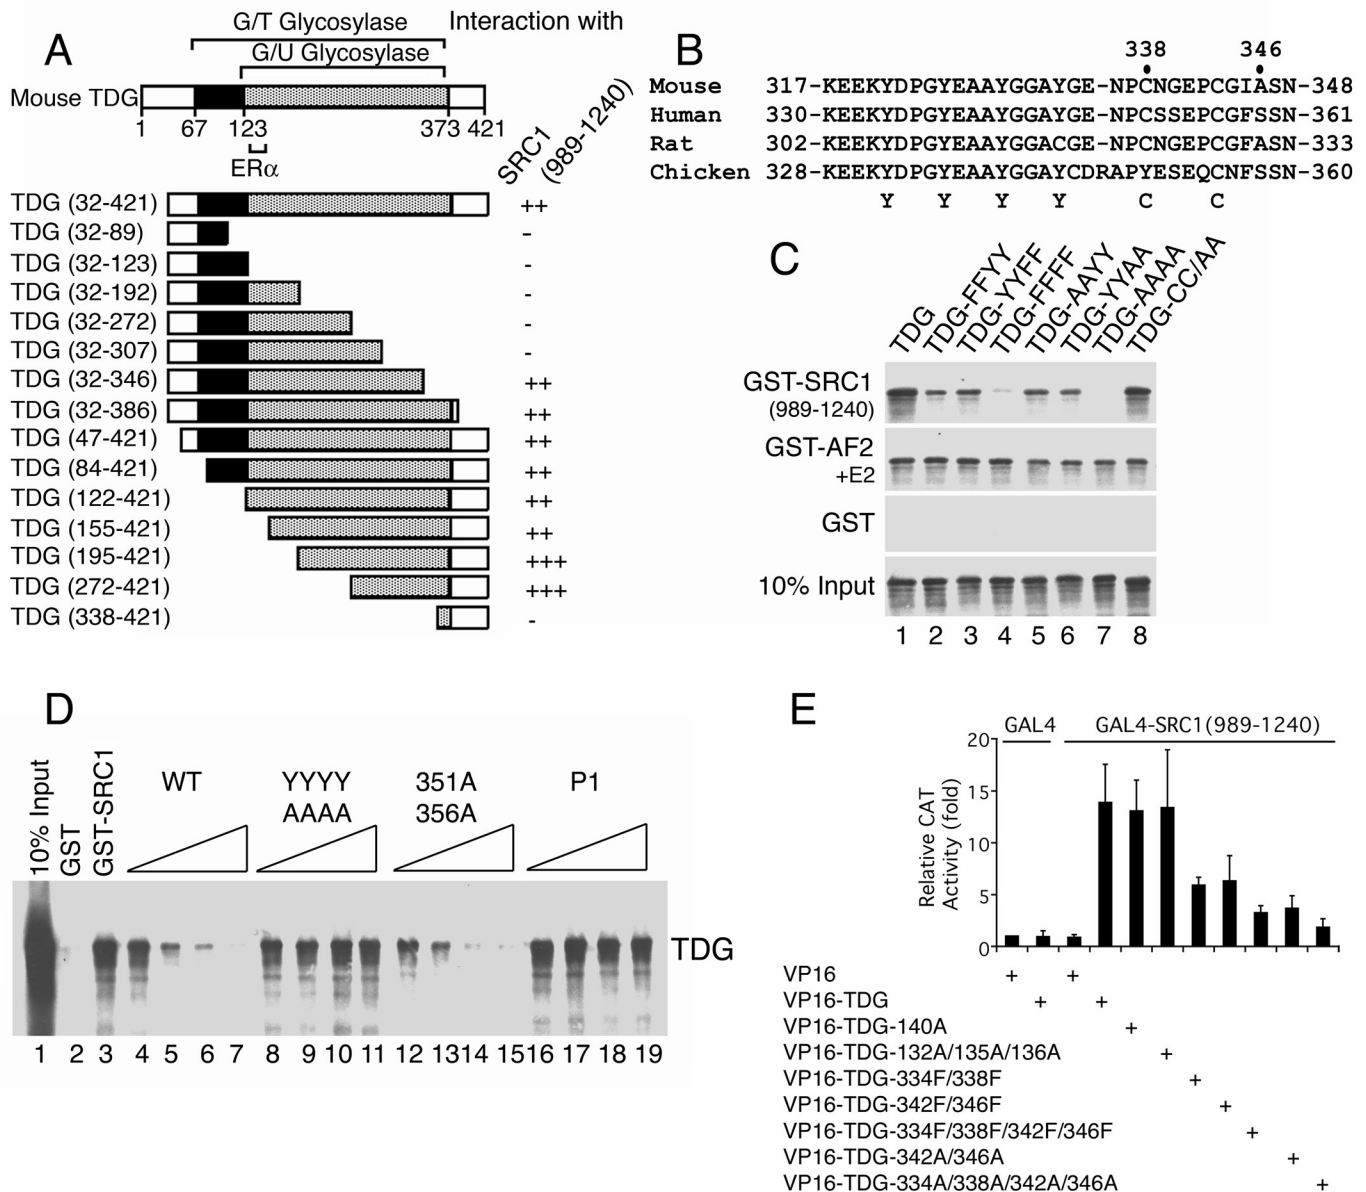 A
G/T Glycosylase
Interaction with
G/U Glycosylase
Mouse TDG
1 67 123 373 421
ERα
SRC1
(989-1240)
TDG (32-421) ++
TDG (32-89) -
TDG (32-123) -
TDG (32-192) -
TDG (32-272) -
TDG (32-307) -
TDG (32-346) ++
TDG (32-386) ++
TDG (47-421) ++
TDG (84-421) ++
TDG (122-421) ++
TDG (155-421) ++
TDG (195-421) +++
TDG (272-421) +++
TDG (338-421) -
B
338 346
Mouse 317-KEEKYDPGYEAAYGGAYGE-NPCNGEPCGIASN-348
Human 330-KEEKYDPGYEAAYGGAYGE-NPCSSEPCGFSSN-361
Rat 302-KEEKYDPGYEAAYGGACGE-NPCNGEPCGFASN-333
Chicken 328-KEEKYDPGYEAAYGGAYCDRAPYESEQCNFSSN-360
Y Y Y Y C C
C
TDG
TDG-FFYY
TDG-YYFF
TDG-FFFF
TDG-AAYY
TDG-YYAA
TDG-AAAA
TDG-CC/AA
GST-SRC1
(989-1240)
GST-AF2
+E2
GST
10% Input
1 2 3 4 5 6 7 8
D
10% Input
GST
GST-SRC1
WT
YYYY
AAAA
351A
356A
P1
TDG
1 2 3 4 5 6 7 8 9 10 11 12 13 14 15 16 17 18 19
E
GAL4 GAL4-SRC1(989-1240)
Relative CAT
Activity (fold)
20
15
10
5
0
VP16 + +
VP16-TDG + +
VP16-TDG-140A +
VP16-TDG-132A/135A/136A +
VP16-TDG-334F/338F +
VP16-TDG-342F/346F +
VP16-TDG-334F/338F/342F/346F +
VP16-TDG-342A/346A +
VP16-TDG-334A/338A/342A/346A +